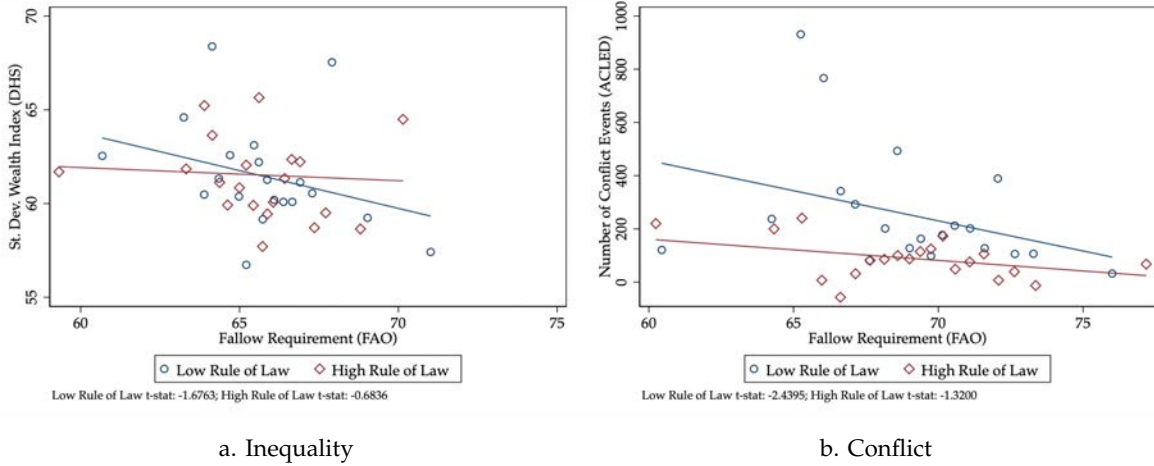 70
65
60
55
St. Dev. Wealth Index (DHS)
60 65 70 75
Fallow Requirement (FAO)
Low Rule of Law High Rule of Law
Low Rule of Law t-stat: -1.6763; High Rule of Law t-stat: -0.6836
a. Inequality
1000
800
600
400
200
0
Number of Conflict Events (ACLED)
60 65 70 75
Fallow Requirement (FAO)
Low Rule of Law High Rule of Law
Low Rule of Law t-stat: -2.4395; High Rule of Law t-stat: -1.3200
b. Conflict